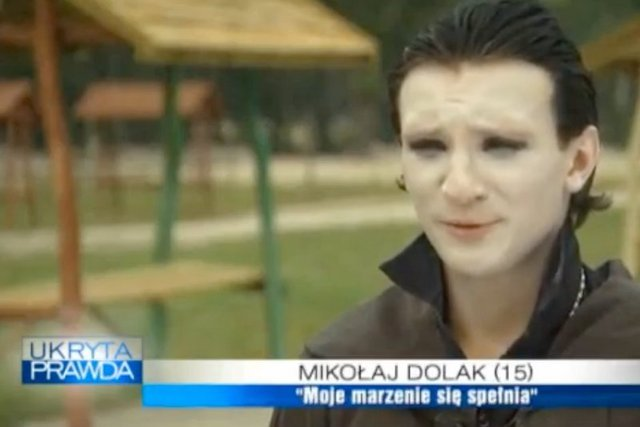 UKRYTA
PRAWDA
MIKOŁAJ DOLAK (15)
"Moje marzenie się spełnia"